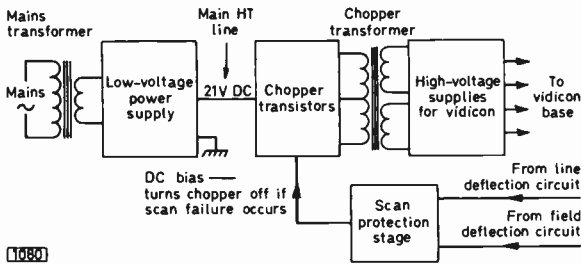 Mains
transformer
Mains
Low-voltage
power
supply
Main HT
line
21V DC
Chopper
transistors
Chopper
transformer
High-voltage
supplies
for vidicon
To
vidicon
base
DC bias —
turns chopper off if
scan failure occurs
Scan
protection
stage
From line
deflection circuit
From field
deflection circuit
1080